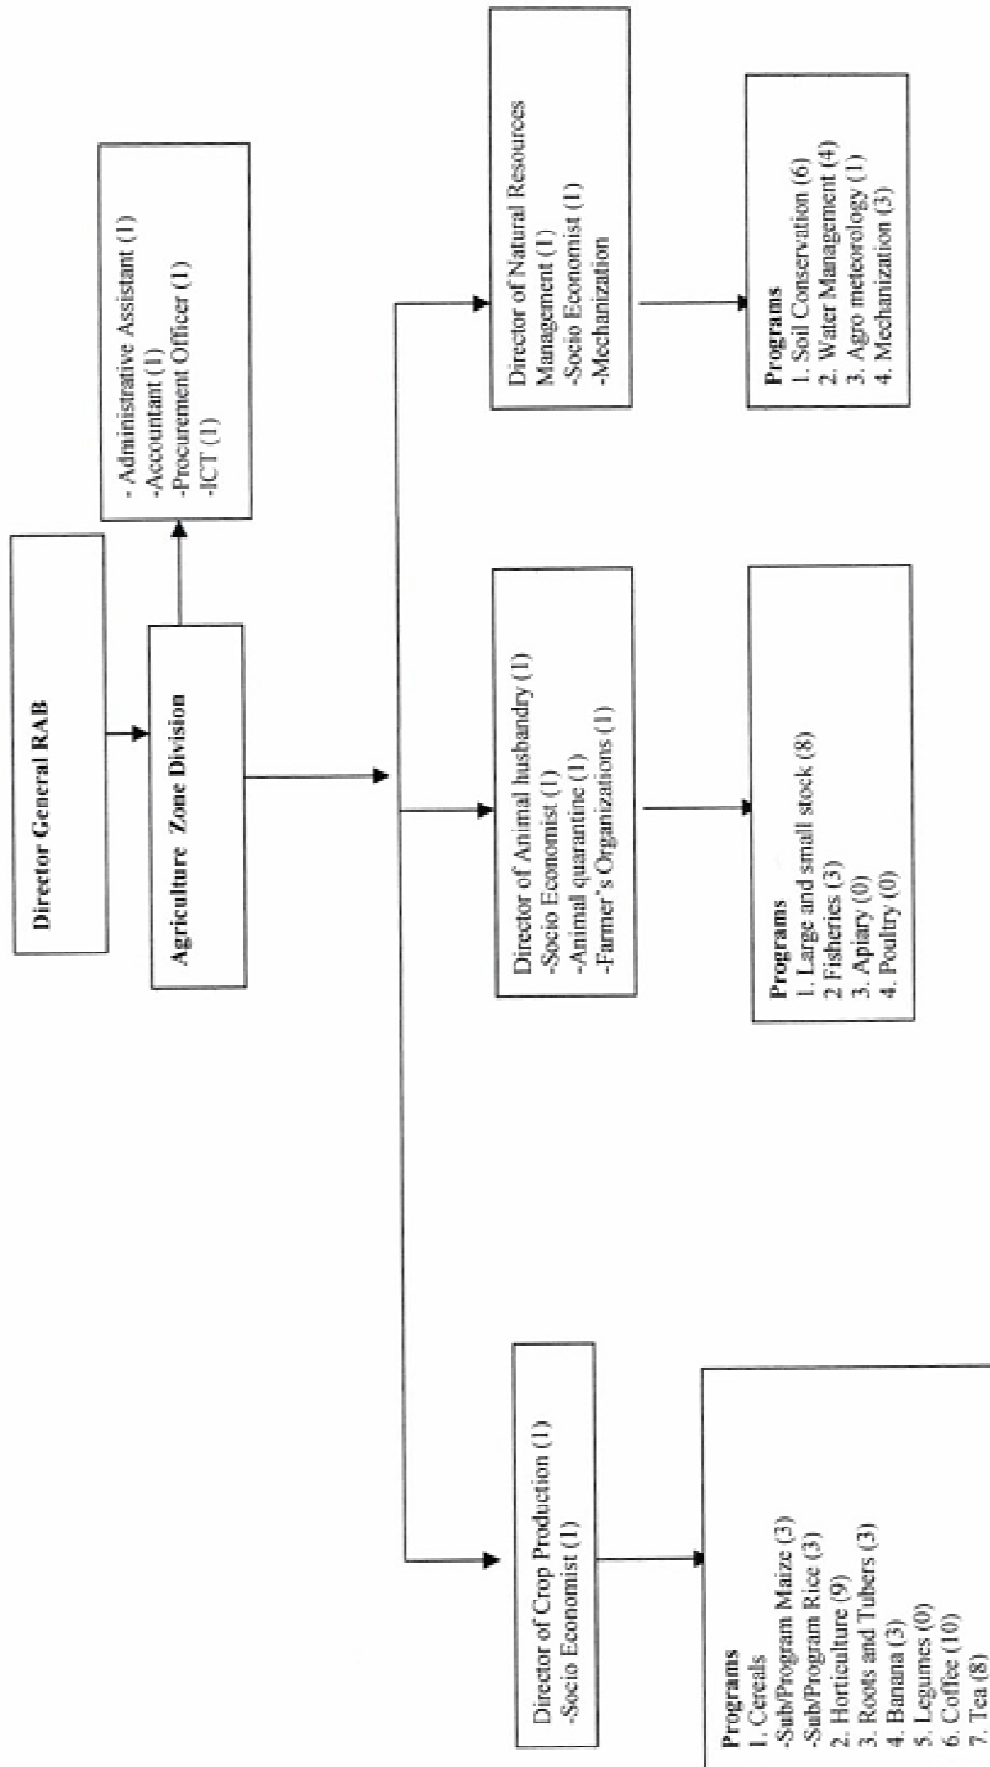 Director General RAB
Agriculture Zone Division
- Administrative Assistant (1)
-Accountant (1)
-Procurement Officer (1)
-ICT (1)
Director of Crop Production (1)
-Socio Economist (1)
Director of Animal husbandry (1)
-Socio Economist (1)
-Animal quarantine (1)
-Farmer's Organizations (1)
Director of Natural Resources
Management (1)
-Socio Economist (1)
-Mechanization
Programs
1. Cereals
-Sub/Program Maize (3)
-Sub/Program Rice (3)
2. Horticulture (9)
3. Roots and Tubers (3)
4. Banana (3)
5. Legumes (0)
6. Coffee (10)
7. Tea (8)
Programs
1. Large and small stock (8)
2 Fisheries (3)
3. Apiary (0)
4. Poultry (0)
Programs
1. Soil Conservation (6)
2. Water Management (4)
3. Agro meteorology (1)
4. Mechanization (3)